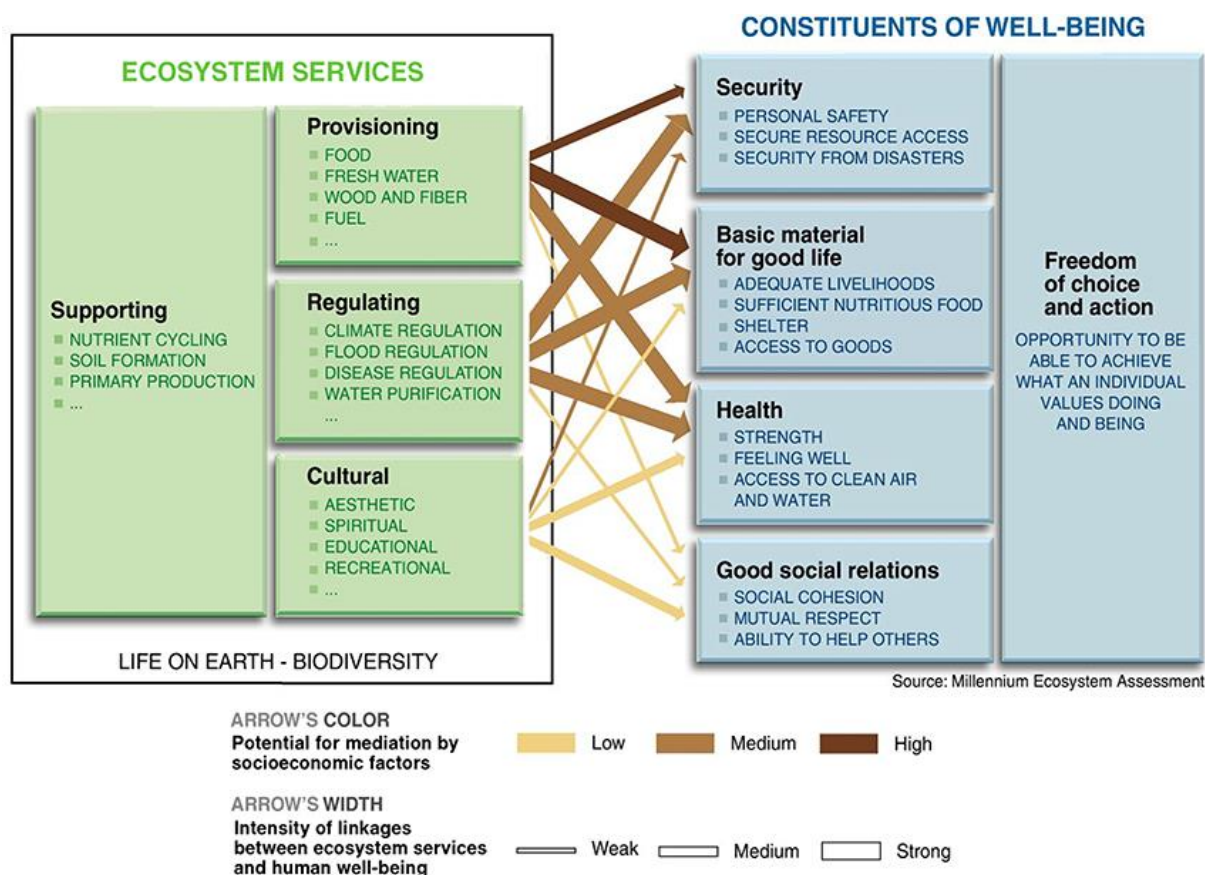 CONSTITUENTS OF WELL-BEING
ECOSYSTEM SERVICES
Supporting
NUTRIENT CYCLING
SOIL FORMATION
PRIMARY PRODUCTION
...
Provisioning
FOOD
FRESH WATER
WOOD AND FIBER
FUEL
...
Regulating
CLIMATE REGULATION
FLOOD REGULATION
DISEASE REGULATION
WATER PURIFICATION
...
Cultural
AESTHETIC
SPIRITUAL
EDUCATIONAL
RECREATIONAL
...
LIFE ON EARTH - BIODIVERSITY
Security
PERSONAL SAFETY
SECURE RESOURCE ACCESS
SECURITY FROM DISASTERS
Basic material
for good life
ADEQUATE LIVELIHOODS
SUFFICIENT NUTRITIOUS FOOD
SHELTER
ACCESS TO GOODS
Health
STRENGTH
FEELING WELL
ACCESS TO CLEAN AIR
AND WATER
Good social relations
SOCIAL COHESION
MUTUAL RESPECT
ABILITY TO HELP OTHERS
Freedom
of choice
and action
OPPORTUNITY TO BE
ABLE TO ACHIEVE
WHAT AN INDIVIDUAL
VALUES DOING
AND BEING
Source: Millennium Ecosystem Assessment
ARROW'S COLOR
Potential for mediation by
socioeconomic factors
Low
Medium
High
ARROW'S WIDTH
Intensity of linkages
between ecosystem services
and human well-being
Weak
Medium
Strong